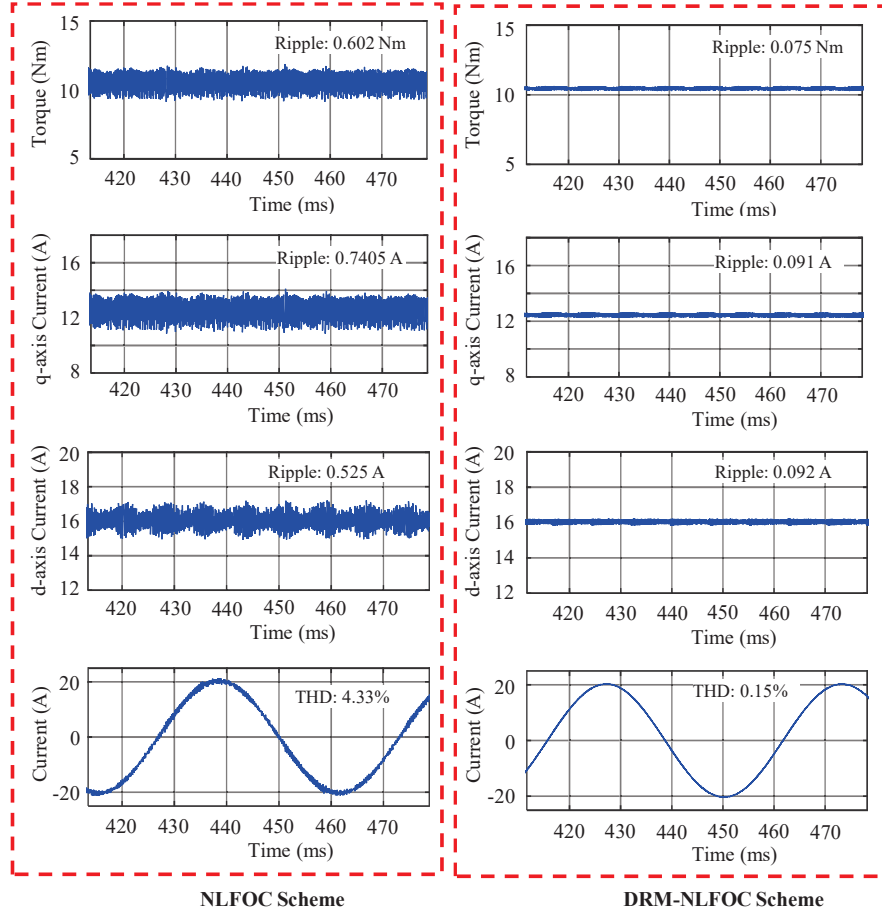 15
Ripple: 0.602 Nm
10
5
Torque (Nm)
420 430 440 450 460 470
Time (ms)
16
Ripple: 0.7405 A
14
12
10
8
q-axis Current (A)
420 430 440 450 460 470
Time (ms)
20
Ripple: 0.525 A
18
16
14
12
d-axis Current (A)
420 430 440 450 460 470
Time (ms)
20
THD: 4.33%
0
-20
Current (A)
420 430 440 450 460 470
Time (ms)
NLFOC Scheme
15
Ripple: 0.075 Nm
10
5
Torque (Nm)
420 430 440 450 460 470
Time (ms)
16
Ripple: 0.091 A
14
12
10
8
q-axis Current (A)
420 430 440 450 460 470
Time (ms)
20
Ripple: 0.092 A
18
16
14
12
d-axis Current (A)
420 430 440 450 460 470
Time (ms)
20
THD: 0.15%
0
-20
Current (A)
420 430 440 450 460 470
Time (ms)
DRM-NLFOC Scheme